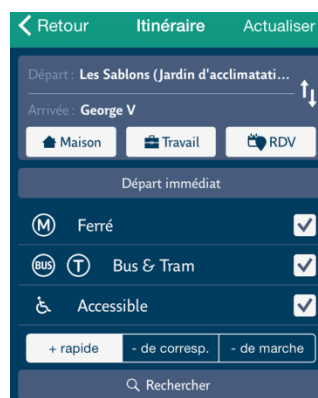 Retour Itinéraire Actualiser
Départ : Les Sablons (Jardin d'acclimatati...
Arrivée : George V
Maison Travail RDV
Départ immédiat
M Ferré
BUS T Bus & Tram
Accessible
+ rapide - de corresp. - de marche
Rechercher